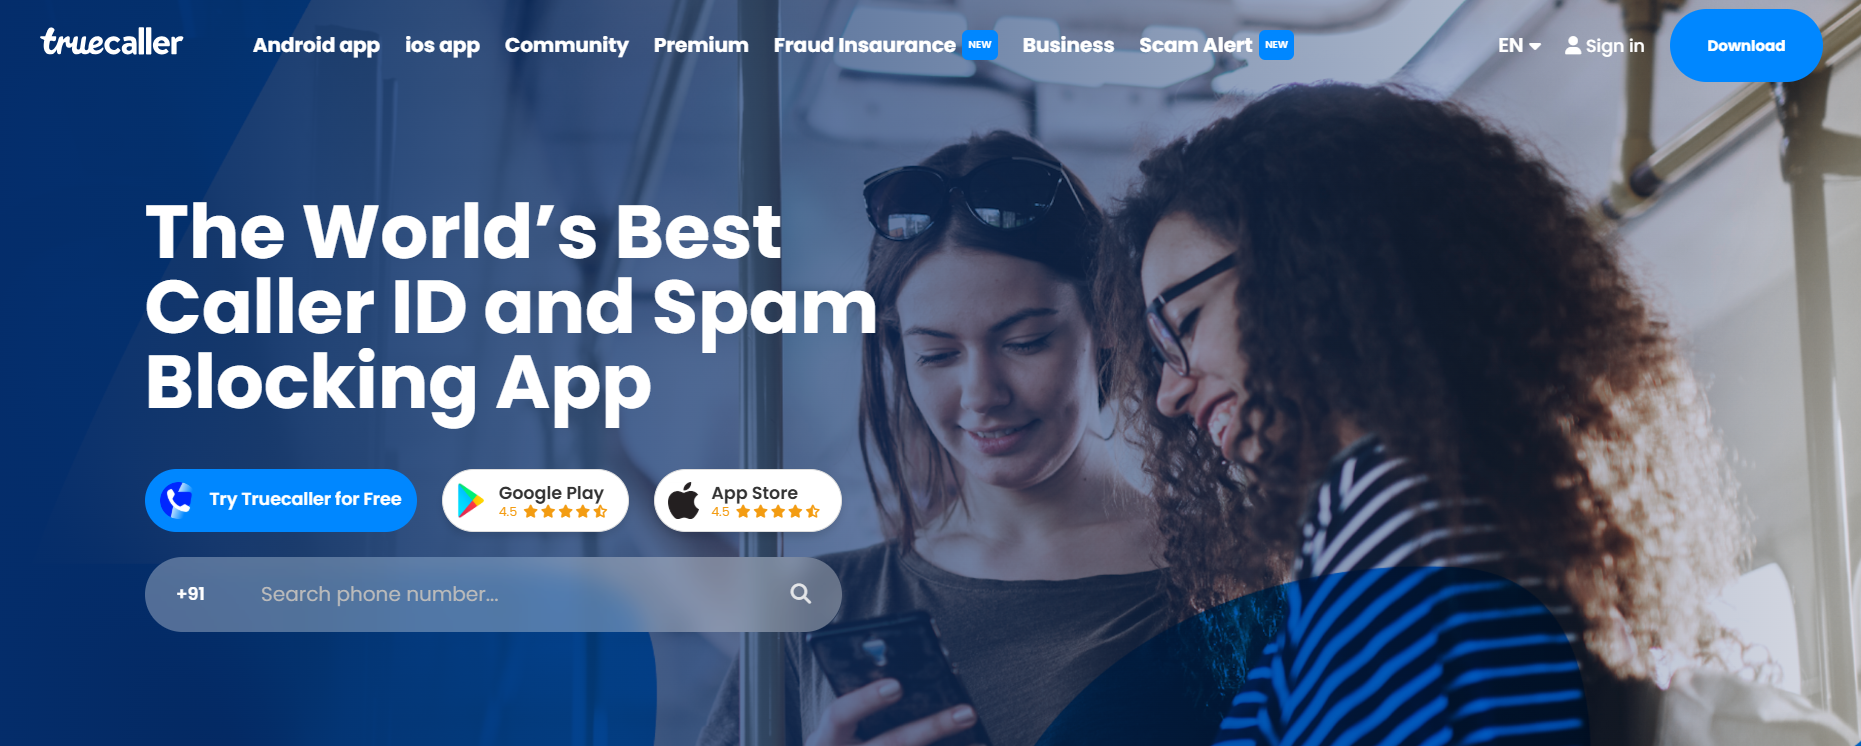 truecaller
Android app
ios app
Community
Premium
Fraud Insaurance NEW
Business
Scam Alert NEW
EN
Sign in
Download
The World’s Best
Caller ID and Spam
Blocking App
Try Truecaller for Free
Google Play
4.5
App Store
4.5
+91
Search phone number...